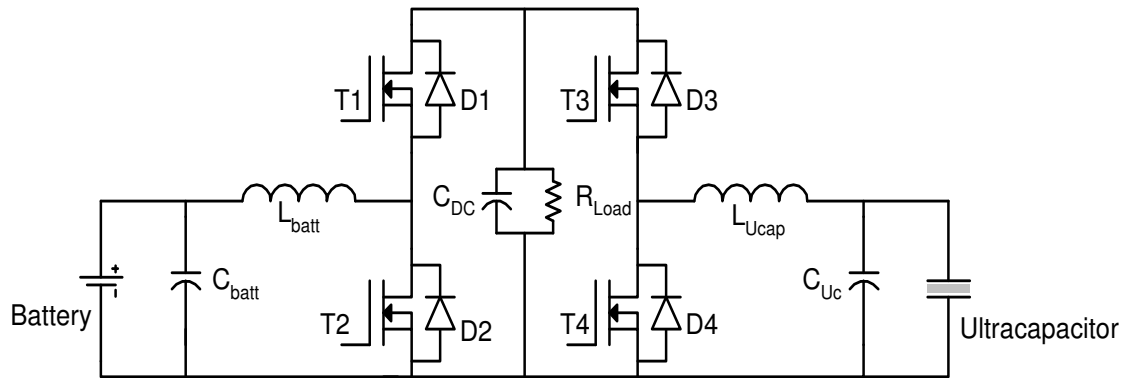 T1
D1
T3
D3
C_DC
R_Load
L_batt
L_Ucap
+
-
C_batt
C_Uc
Battery
T2
D2
T4
D4
Ultracapacitor